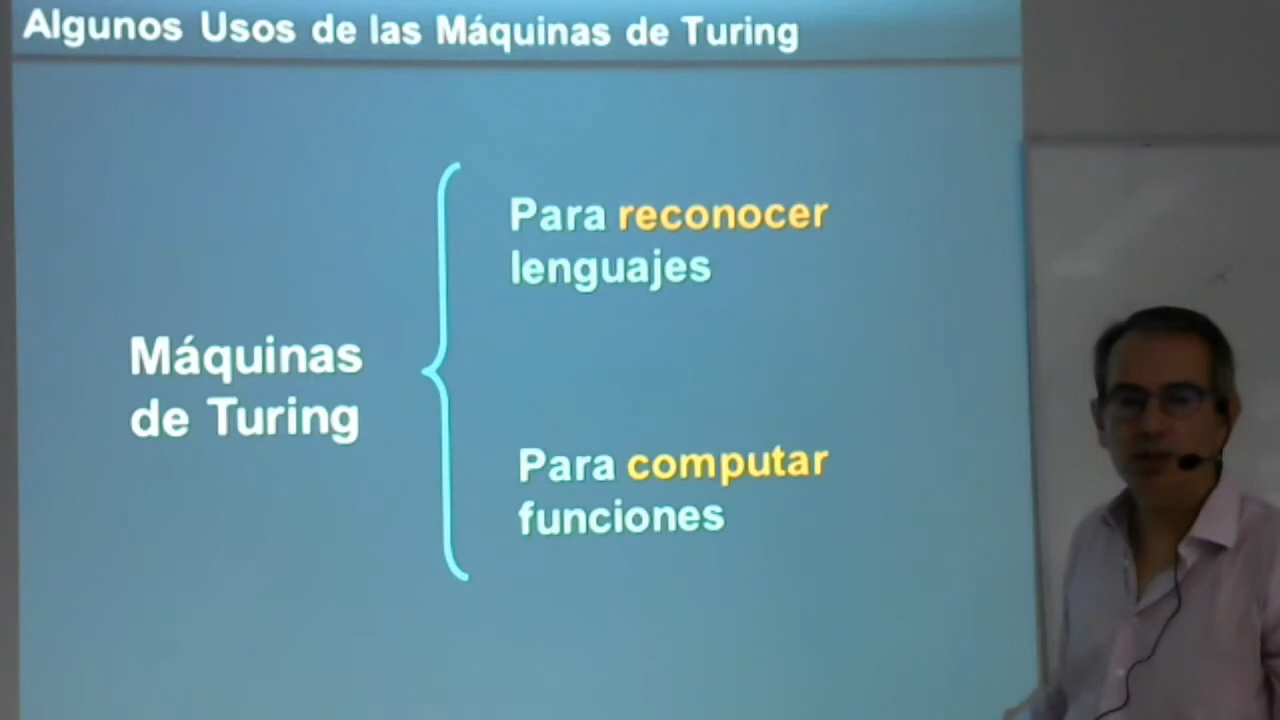 Algunos Usos de las Máquinas de Turing
Máquinas
de Turing
Para reconocer
lenguajes
Para computar
funciones